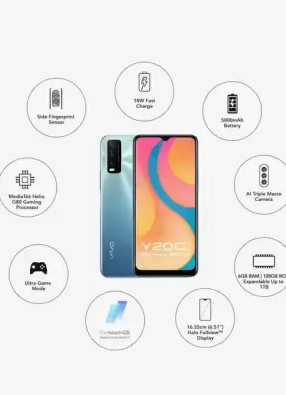 18W Fast
Charge
Side Fingerprint
Sensor
5000mAh
Battery
MediaTek Helio
G80 Gaming
Processor
AI Triple Macro
Camera
vivo
Y20G
Ultra Game
Mode
6GB RAM | 128GB RO
Expandable Up to
1TB
Funtouch OS
16.55cm (6.51")
Halo Fullview™
Display